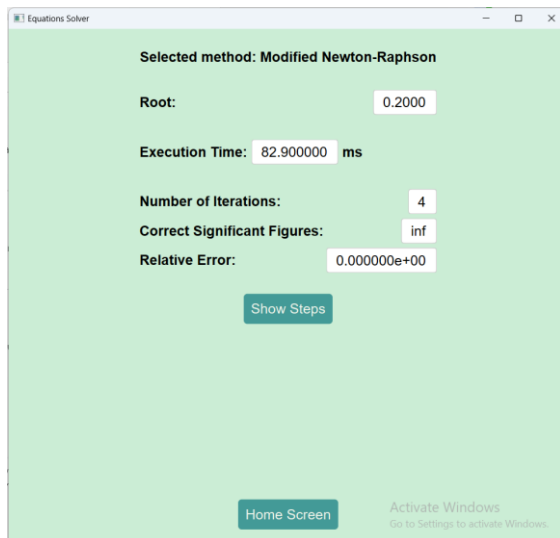 Equations Solver
Selected method: Modified Newton-Raphson
Root: 0.2000
Execution Time: 82.900000 ms
Number of Iterations: 4
Correct Significant Figures: inf
Relative Error: 0.000000e+00
Show Steps
Home Screen
Activate Windows
Go to Settings to activate Windows.